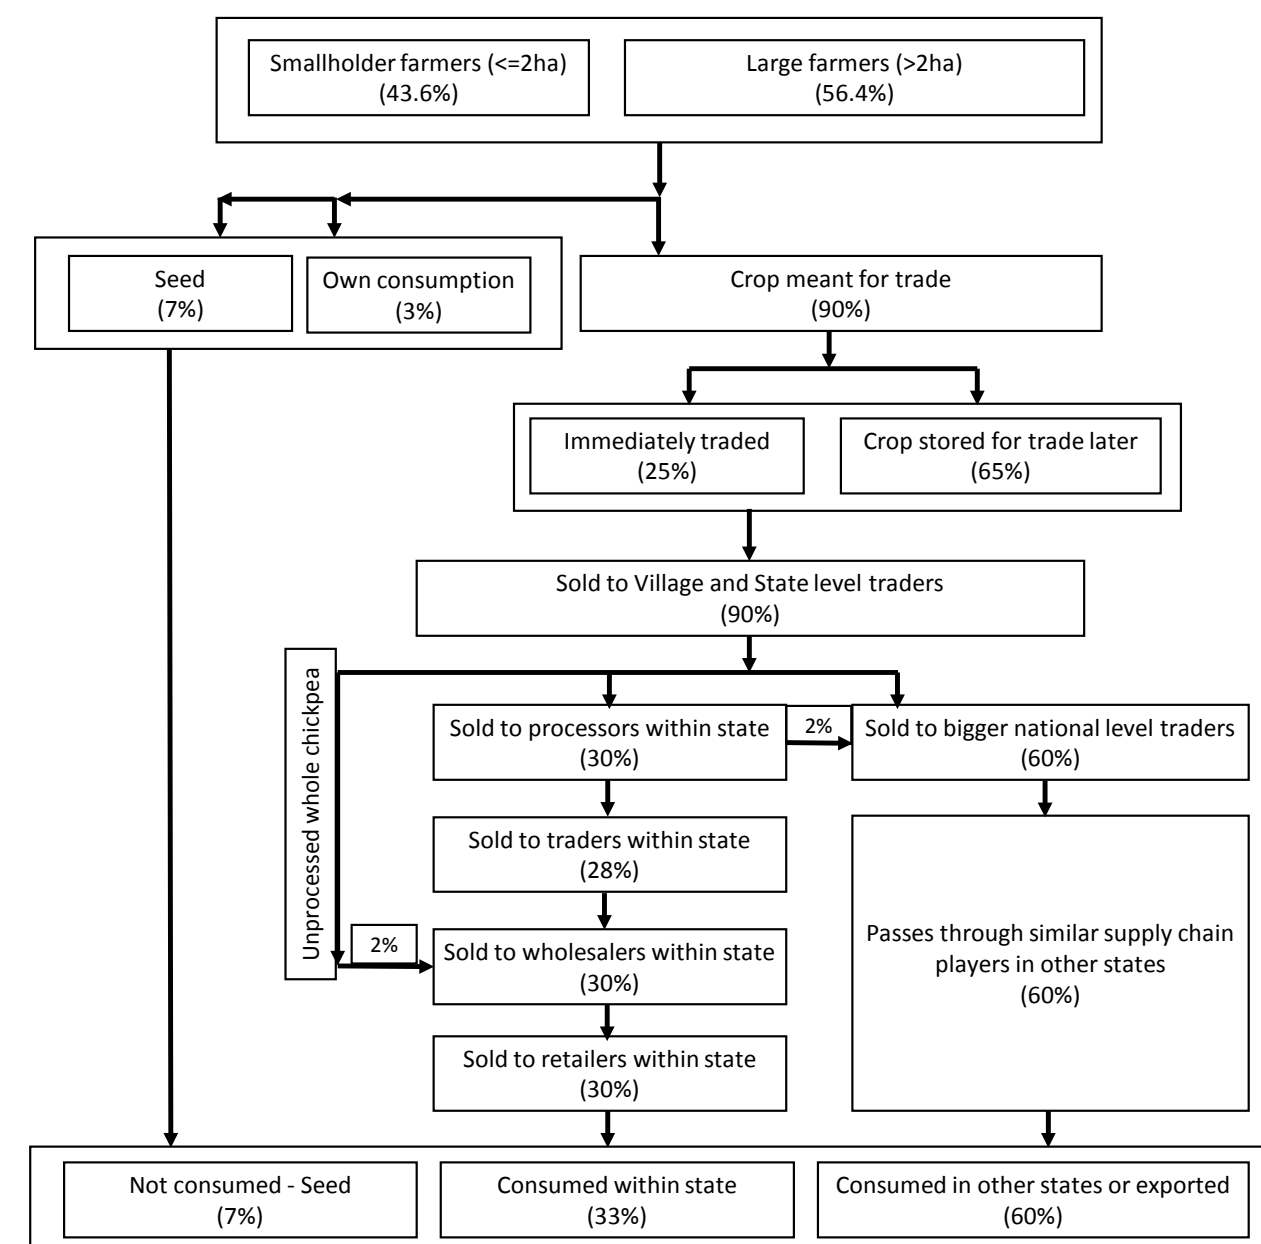 Smallholder farmers (<=2ha)
(43.6%)
Large farmers (>2ha)
(56.4%)
Seed
(7%)
Own consumption
(3%)
Crop meant for trade
(90%)
Immediately traded
(25%)
Crop stored for trade later
(65%)
Sold to Village and State level traders
(90%)
Unprocessed whole chickpea
Sold to processors within state
(30%)
2%
Sold to bigger national level traders
(60%)
Sold to traders within state
(28%)
2%
Sold to wholesalers within state
(30%)
Passes through similar supply chain
players in other states
(60%)
Sold to retailers within state
(30%)
Not consumed - Seed
(7%)
Consumed within state
(33%)
Consumed in other states or exported
(60%)